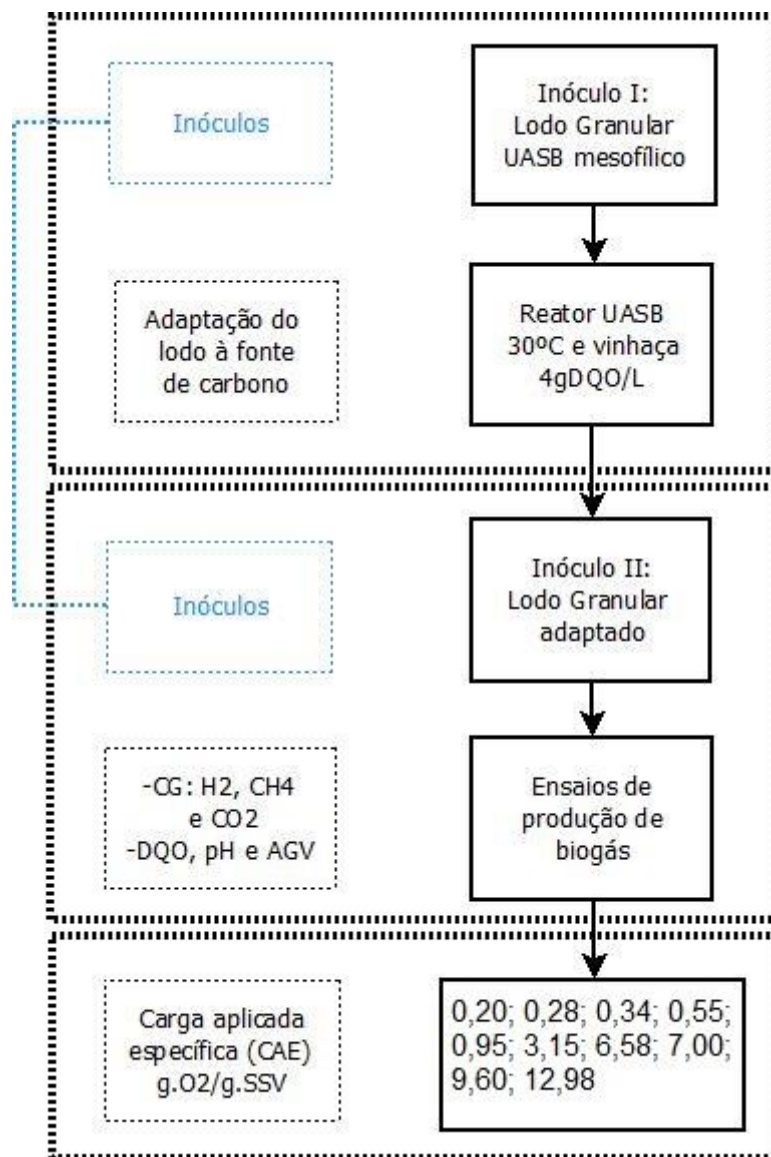 Inóculos
Inóculo I:
Lodo Granular
UASB mesofílico
Adaptação do
lodo à fonte
de carbono
Reator UASB
30ºC e vinhaça
4gDQO/L
Inóculos
Inóculo II:
Lodo Granular
adaptado
-CG: H2, CH4
e CO2
-DQO, pH e AGV
Ensaios de
produção de
biogás
Carga aplicada
específica (CAE)
g.O2/g.SSV
0,20; 0,28; 0,34; 0,55;
0,95; 3,15; 6,58; 7,00;
9,60; 12,98